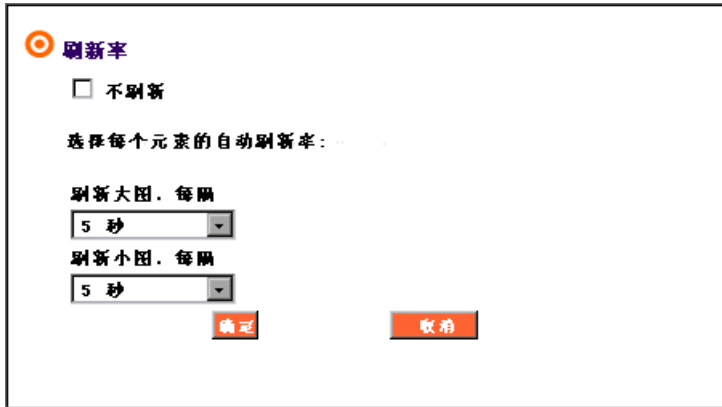 刷新率
不刷新
选择每个元素的自动刷新率:
刷新大图.每隔
5 秒
刷新小图.每隔
5 秒
确定 取消